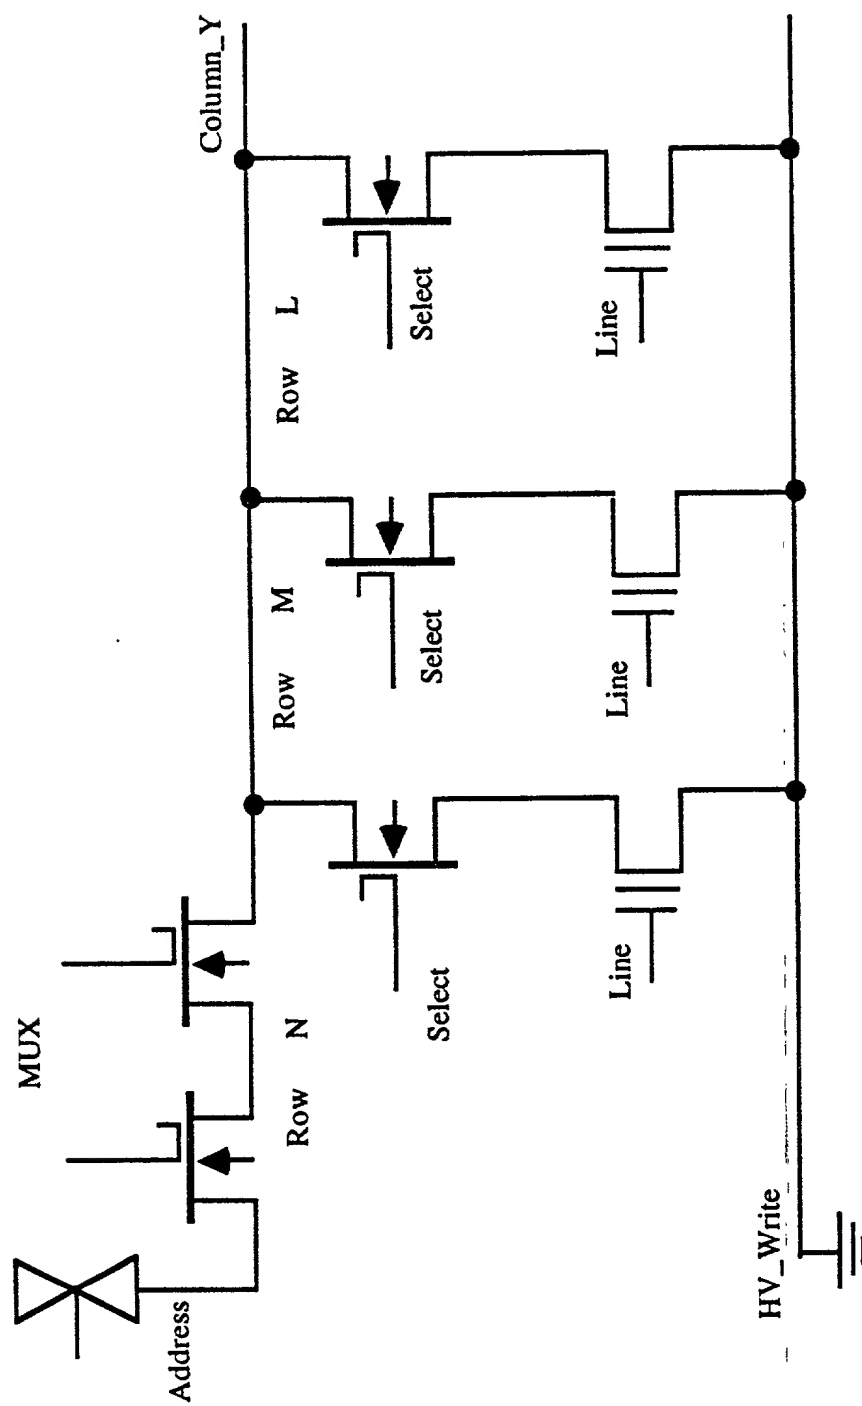 MUX
Address
Column_Y
Row N
Row M
Row L
Select
Select
Select
Line
Line
Line
HV_Write